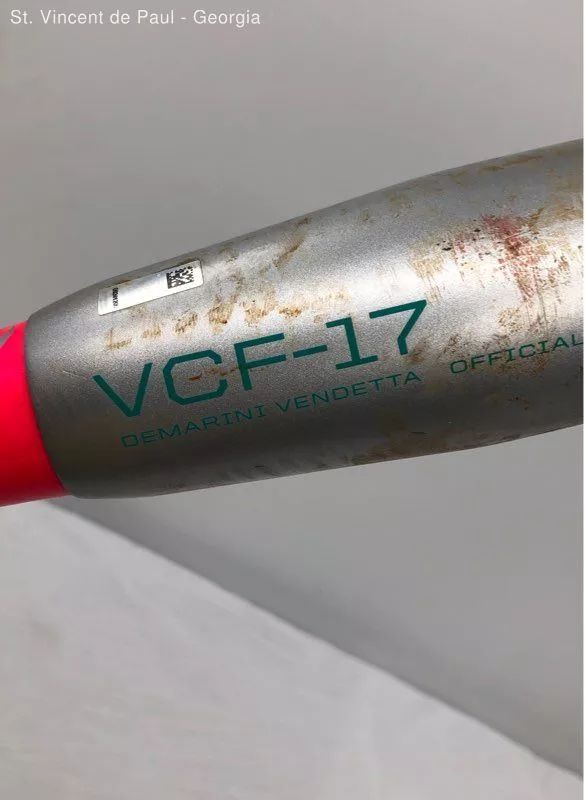 St. Vincent de Paul - Georgia
VCF-17
DEMARINI VENDETTA OFFICIAL